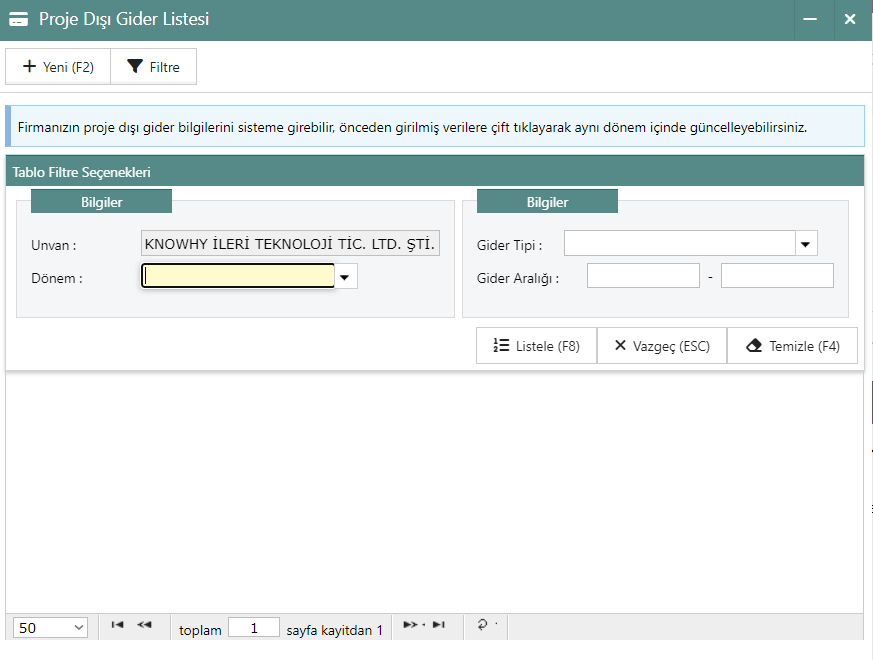 Proje Dışı Gider Listesi
Yeni (F2) Filtre
Firmanızın proje dışı gider bilgilerini sisteme girebilir, önceden girilmiş verilere çift tıklayarak aynı dönem içinde güncelleyebilirsiniz.
Tablo Filtre Seçenekleri
Bilgiler
Unvan : KNOWHY İLERİ TEKNOLOJİ TİC. LTD. ŞTİ.
Dönem :
Bilgiler
Gider Tipi :
Gider Aralığı : -
Listele (F8) Vazgeç (ESC) Temizle (F4)
50 toplam 1 sayfa kayitdan 1